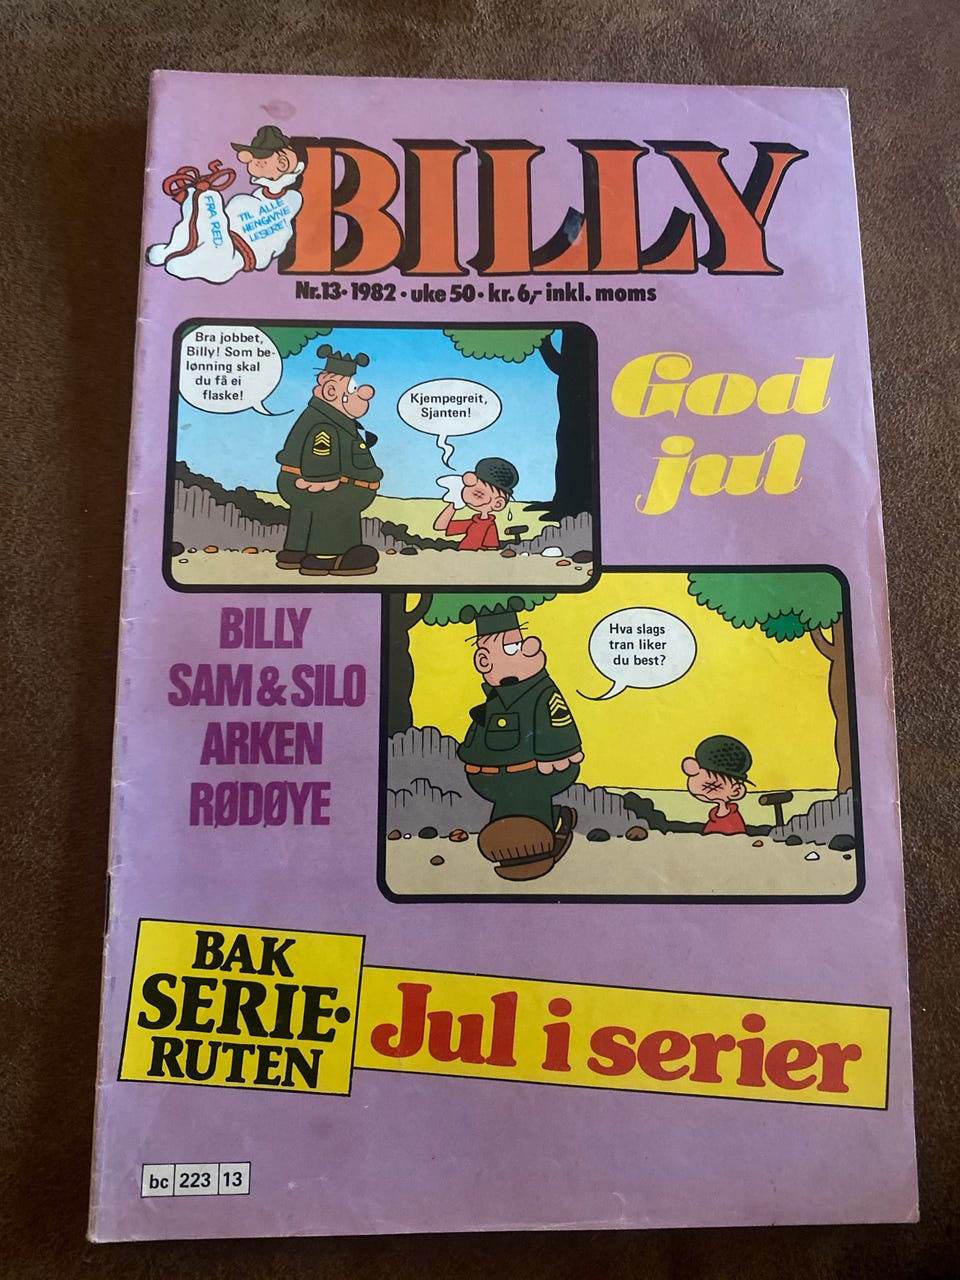 BILLY
FRA RED.
TIL ALLE
HENGIVNE
LESERE!
Nr.13· 1982 · uke 50 · kr. 6,- inkl. moms
Bra jobbet,
Billy! Som be-
lønning skal
du få ei
flaske!
Kjempegreit,
Sjanten!
God
jul
Hva slags
tran liker
du best?
BILLY
SAM & SILO
ARKEN
RØDØYE
BAK
SERIE·
RUTEN
Jul i serier
bc 223 13